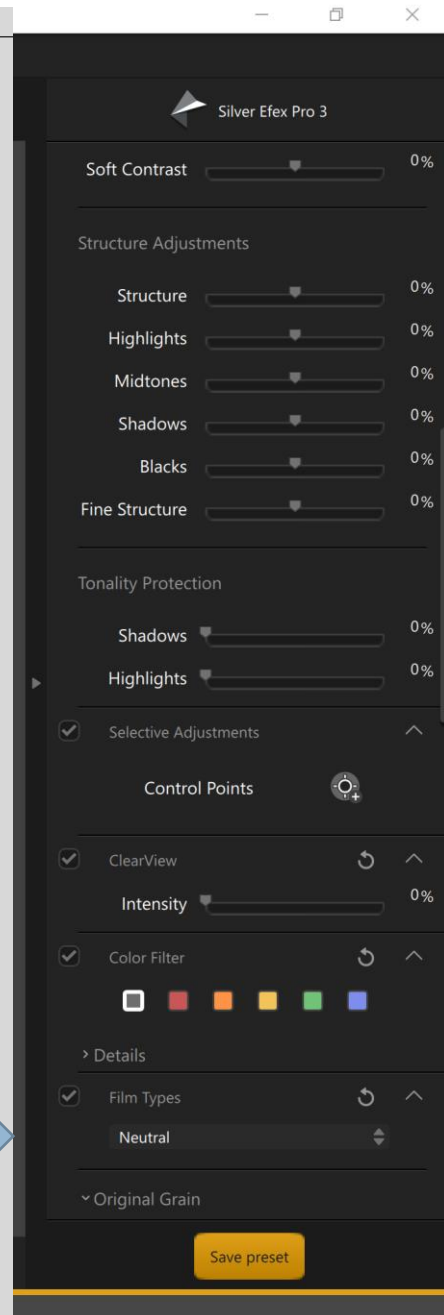 Silver Efex Pro 3
Soft Contrast 0%
Structure Adjustments
Structure 0%
Highlights 0%
Midtones 0%
Shadows 0%
Blacks 0%
Fine Structure 0%
Tonality Protection
Shadows 0%
Highlights 0%
Selective Adjustments
Control Points
ClearView
Intensity 0%
Color Filter
Details
Film Types
Neutral
Original Grain
Save preset